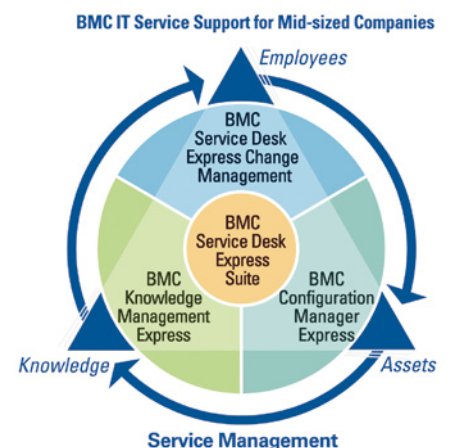 BMC IT Service Support for Mid-sized Companies
Employees
BMC
Service Desk
Express Change
Management
BMC
Service Desk
Express
Suite
BMC
Knowledge
Management
Express
BMC
Configuration
Manager
Express
Knowledge
Assets
Service Management